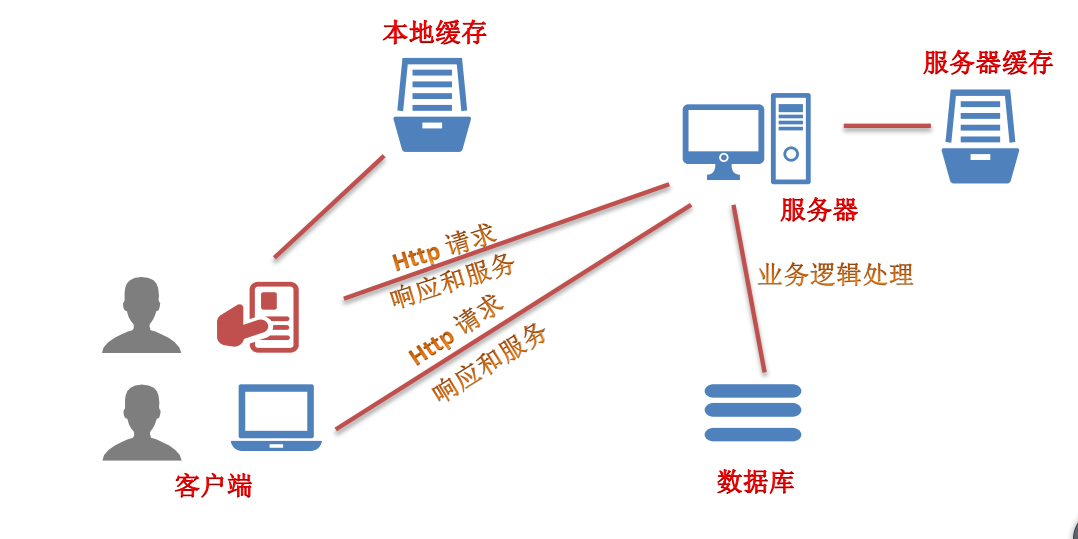 本地缓存
服务器缓存
服务器
Http 请求
响应和服务
业务逻辑处理
Http 请求
响应和服务
客户端
数据库